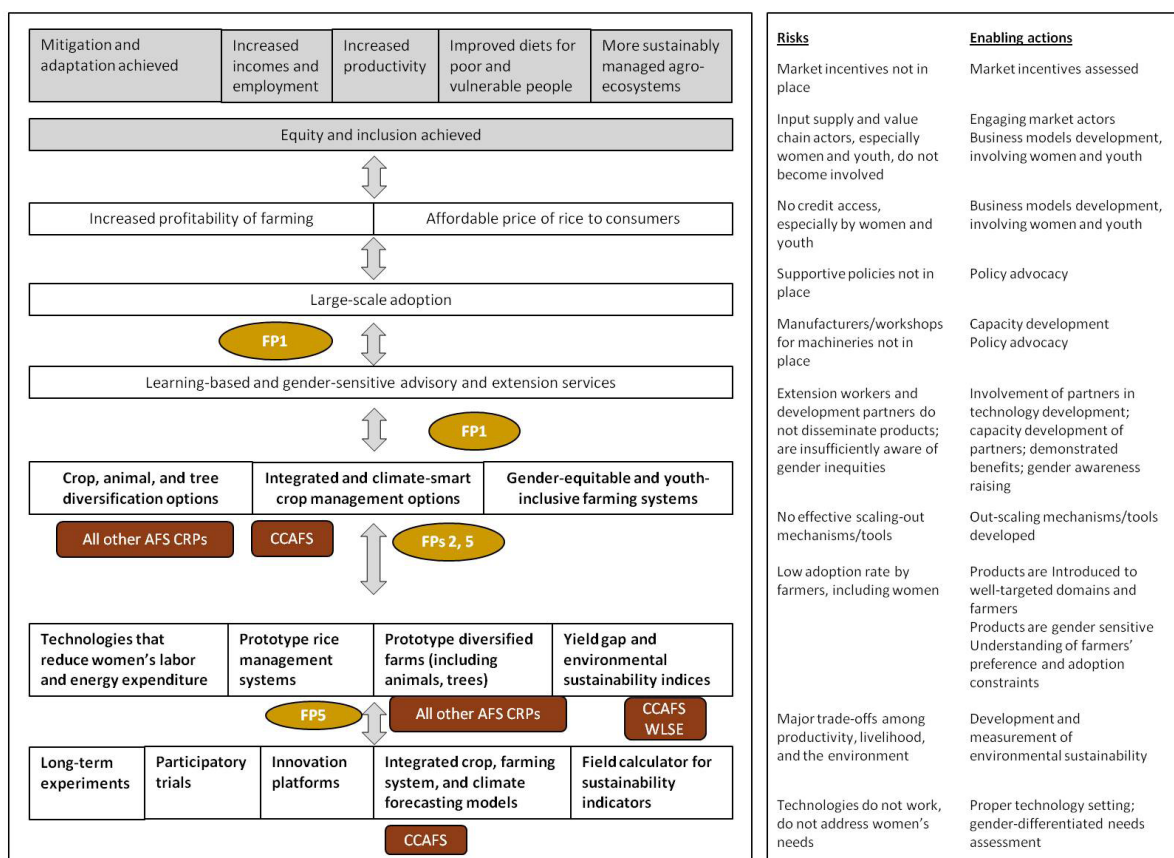 Mitigation and
adaptation achieved
Increased
incomes and
employment
Increased
productivity
Improved diets for
poor and
vulnerable people
More sustainably
managed agro-
ecosystems
Equity and inclusion achieved
Increased profitability of farming
Affordable price of rice to consumers
Large-scale adoption
FP1
Learning-based and gender-sensitive advisory and extension services
FP1
Crop, animal, and tree
diversification options
Integrated and climate-smart
crop management options
Gender-equitable and youth-
inclusive farming systems
All other AFS CRPs
CCAFS
FPs 2, 5
Technologies that
reduce women's labor
and energy expenditure
Prototype rice
management
systems
Prototype diversified
farms (including
animals, trees)
Yield gap and
environmental
sustainability indices
FP5
All other AFS CRPs
CCAFS
WLSE
Long-term
experiments
Participatory
trials
Innovation
platforms
Integrated crop, farming
system, and climate
forecasting models
Field calculator for
sustainability
indicators
CCAFS
Risks
Enabling actions
Market incentives not in
place
Market incentives assessed
Input supply and value
chain actors, especially
women and youth, do not
become involved
Engaging market actors
Business models development,
involving women and youth
No credit access,
especially by women and
youth
Business models development,
involving women and youth
Supportive policies not in
place
Policy advocacy
Manufacturers/workshops
for machineries not in
place
Capacity development
Policy advocacy
Extension workers and
development partners do
not disseminate products;
are insufficiently aware of
gender inequities
Involvement of partners in
technology development;
capacity development of
partners; demonstrated
benefits; gender awareness
raising
No effective scaling-out
mechanisms/tools
Out-scaling mechanisms/tools
developed
Low adoption rate by
farmers, including women
Products are Introduced to
well-targeted domains and
farmers
Products are gender sensitive
Understanding of farmers'
preference and adoption
constraints
Major trade-offs among
productivity, livelihood,
and the environment
Development and
measurement of
environmental sustainability
Technologies do not work,
do not address women's
needs
Proper technology setting;
gender-differentiated needs
assessment